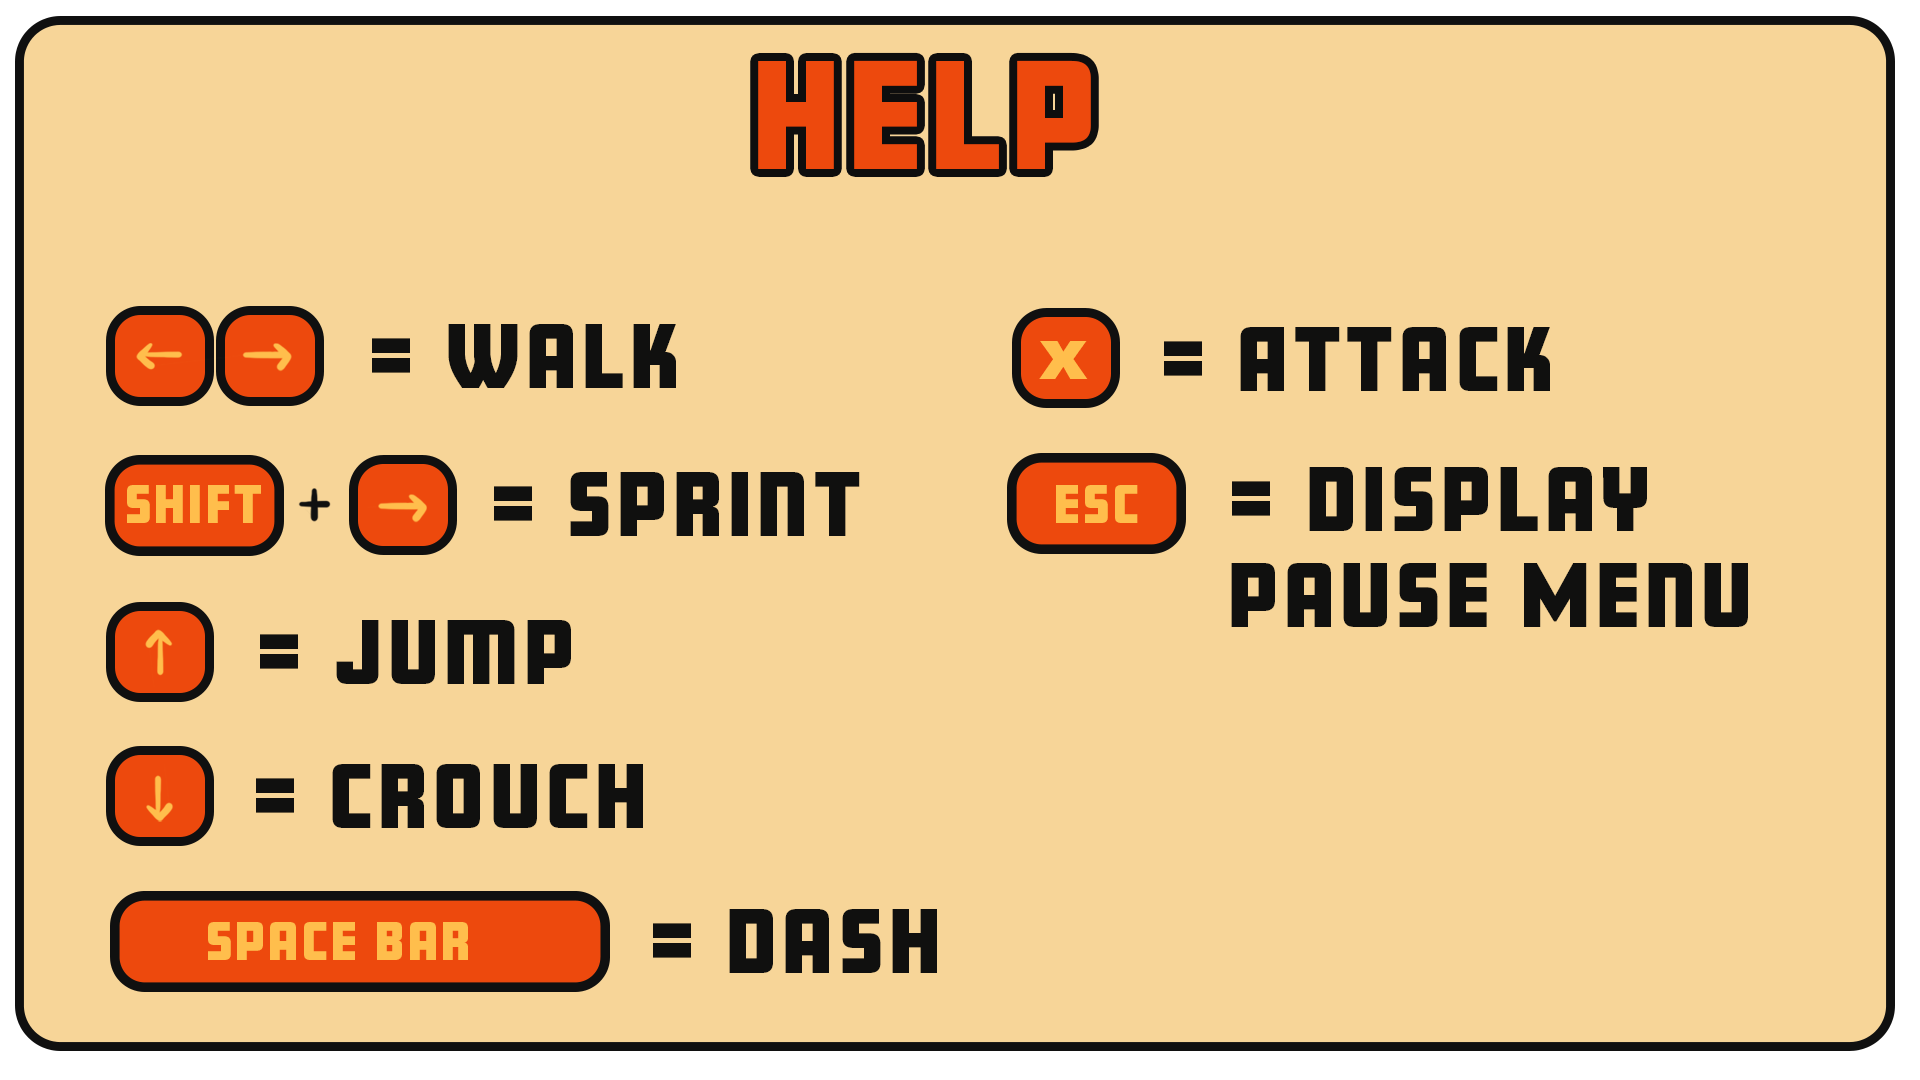 HELP
← → = WALK
SHIFT + → = SPRINT
↑ = JUMP
↓ = CROUCH
SPACE BAR = DASH
X = ATTACK
ESC = DISPLAY
PAUSE MENU